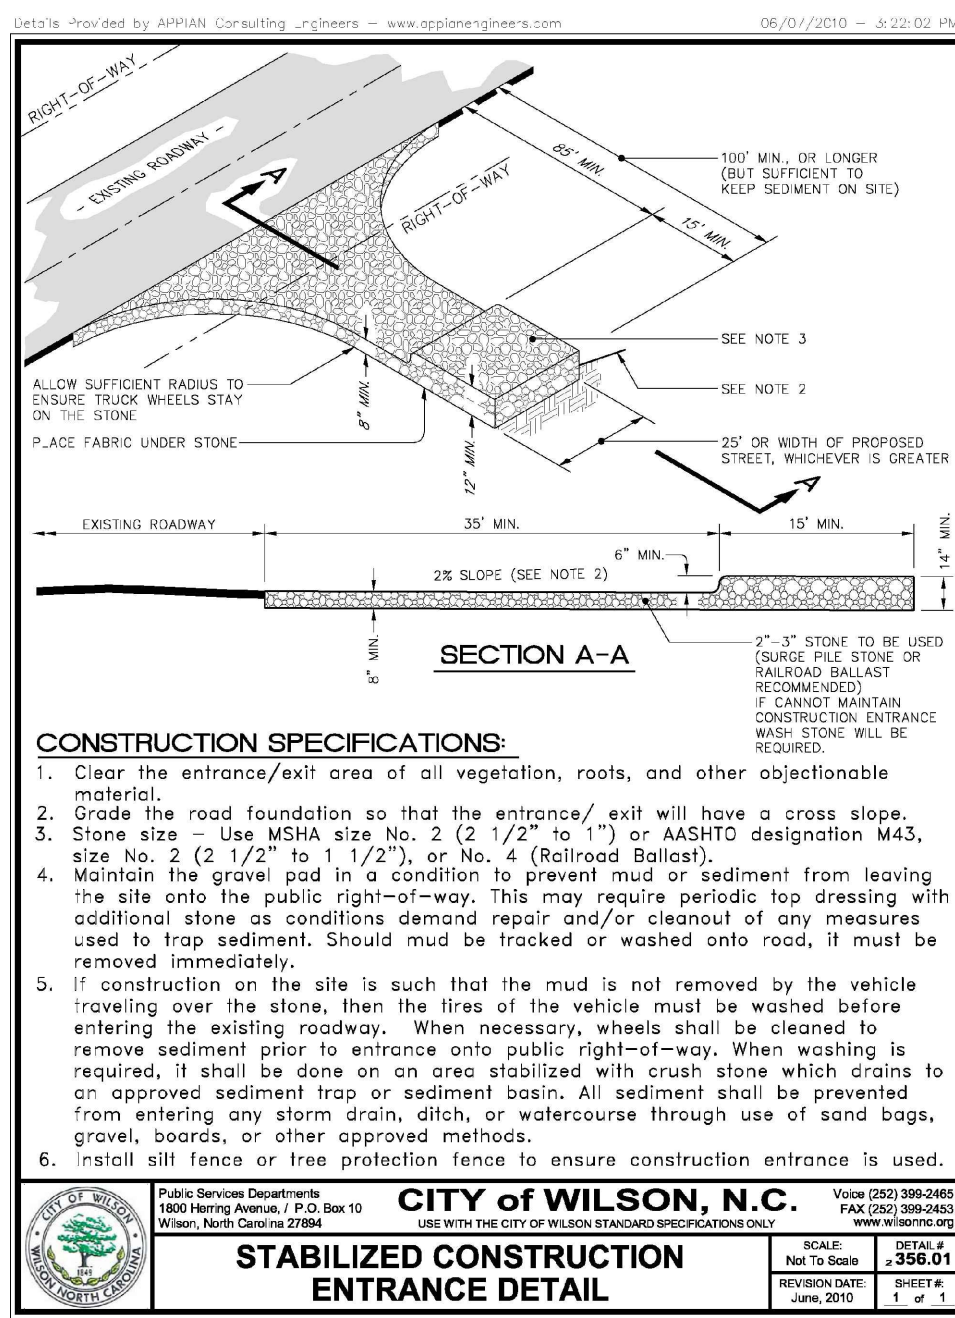 Details Provided by APPIAN Consulting Engineers – www.appianengineers.com
06/07/2010 – 3:22:02 PM
RIGHT-OF-WAY
- EXISTING ROADWAY -
A
RIGHT-OF-WAY
85' MIN.
15' MIN.
100' MIN., OR LONGER
(BUT SUFFICIENT TO
KEEP SEDIMENT ON SITE)
SEE NOTE 3
SEE NOTE 2
ALLOW SUFFICIENT RADIUS TO
ENSURE TRUCK WHEELS STAY
ON THE STONE
PLACE FABRIC UNDER STONE
8" MIN.
12" MIN.
25' OR WIDTH OF PROPOSED
STREET, WHICHEVER IS GREATER
A
EXISTING ROADWAY
35' MIN.
15' MIN.
14" MIN.
6" MIN.
2% SLOPE (SEE NOTE 2)
8" MIN.
SECTION A-A
2"-3" STONE TO BE USED
(SURGE PILE STONE OR
RAILROAD BALLAST
RECOMMENDED)
IF CANNOT MAINTAIN
CONSTRUCTION ENTRANCE
WASH STONE WILL BE
REQUIRED.
CONSTRUCTION SPECIFICATIONS:
1. Clear the entrance/exit area of all vegetation, roots, and other objectionable
material.
2. Grade the road foundation so that the entrance/ exit will have a cross slope.
3. Stone size – Use MSHA size No. 2 (2 1/2" to 1") or AASHTO designation M43,
size No. 2 (2 1/2" to 1 1/2"), or No. 4 (Railroad Ballast).
4. Maintain the gravel pad in a condition to prevent mud or sediment from leaving
the site onto the public right-of-way. This may require periodic top dressing with
additional stone as conditions demand repair and/or cleanout of any measures
used to trap sediment. Should mud be tracked or washed onto road, it must be
removed immediately.
5. If construction on the site is such that the mud is not removed by the vehicle
traveling over the stone, then the tires of the vehicle must be washed before
entering the existing roadway. When necessary, wheels shall be cleaned to
remove sediment prior to entrance onto public right-of-way. When washing is
required, it shall be done on an area stabilized with crush stone which drains to
an approved sediment trap or sediment basin. All sediment shall be prevented
from entering any storm drain, ditch, or watercourse through use of sand bags,
gravel, boards, or other approved methods.
6. Install silt fence or tree protection fence to ensure construction entrance is used.
CITY OF WILSON
1849
WILSON NORTH CAROLINA
Public Services Departments
1800 Herring Avenue, / P.O. Box 10
Wilson, North Carolina 27894
CITY of WILSON, N.C.
USE WITH THE CITY OF WILSON STANDARD SPECIFICATIONS ONLY
Voice (252) 399-2465
FAX (252) 399-2453
www.wilsonnc.org
STABILIZED CONSTRUCTION
ENTRANCE DETAIL
SCALE:
Not To Scale
DETAIL#
2 356.01
REVISION DATE:
June, 2010
SHEET#:
1 of 1